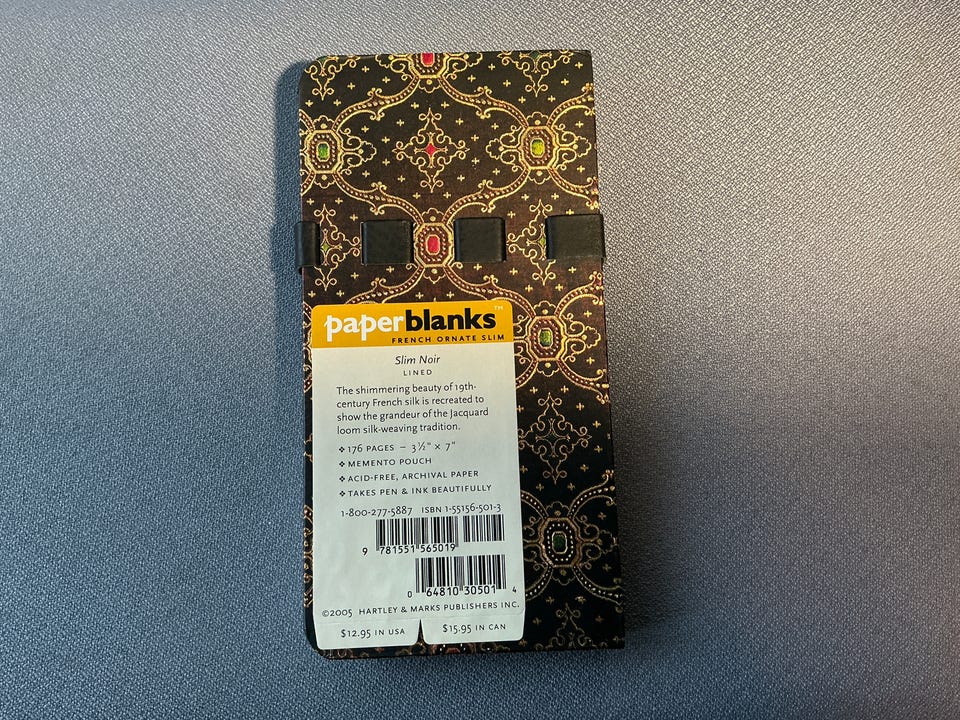 paperblanks™
FRENCH ORNATE SLIM
Slim Noir
LINED
The shimmering beauty of 19th-
century French silk is recreated to
show the grandeur of the Jacquard
loom silk-weaving tradition.
❖ 176 PAGES – 3½" × 7"
❖ MEMENTO POUCH
❖ ACID-FREE, ARCHIVAL PAPER
❖ TAKES PEN & INK BEAUTIFULLY
1-800-277-5887 ISBN 1-55156-501-3
9 781551 565019
0 64810 30501 4
©2005 HARTLEY & MARKS PUBLISHERS INC.
$12.95 IN USA $15.95 IN CAN